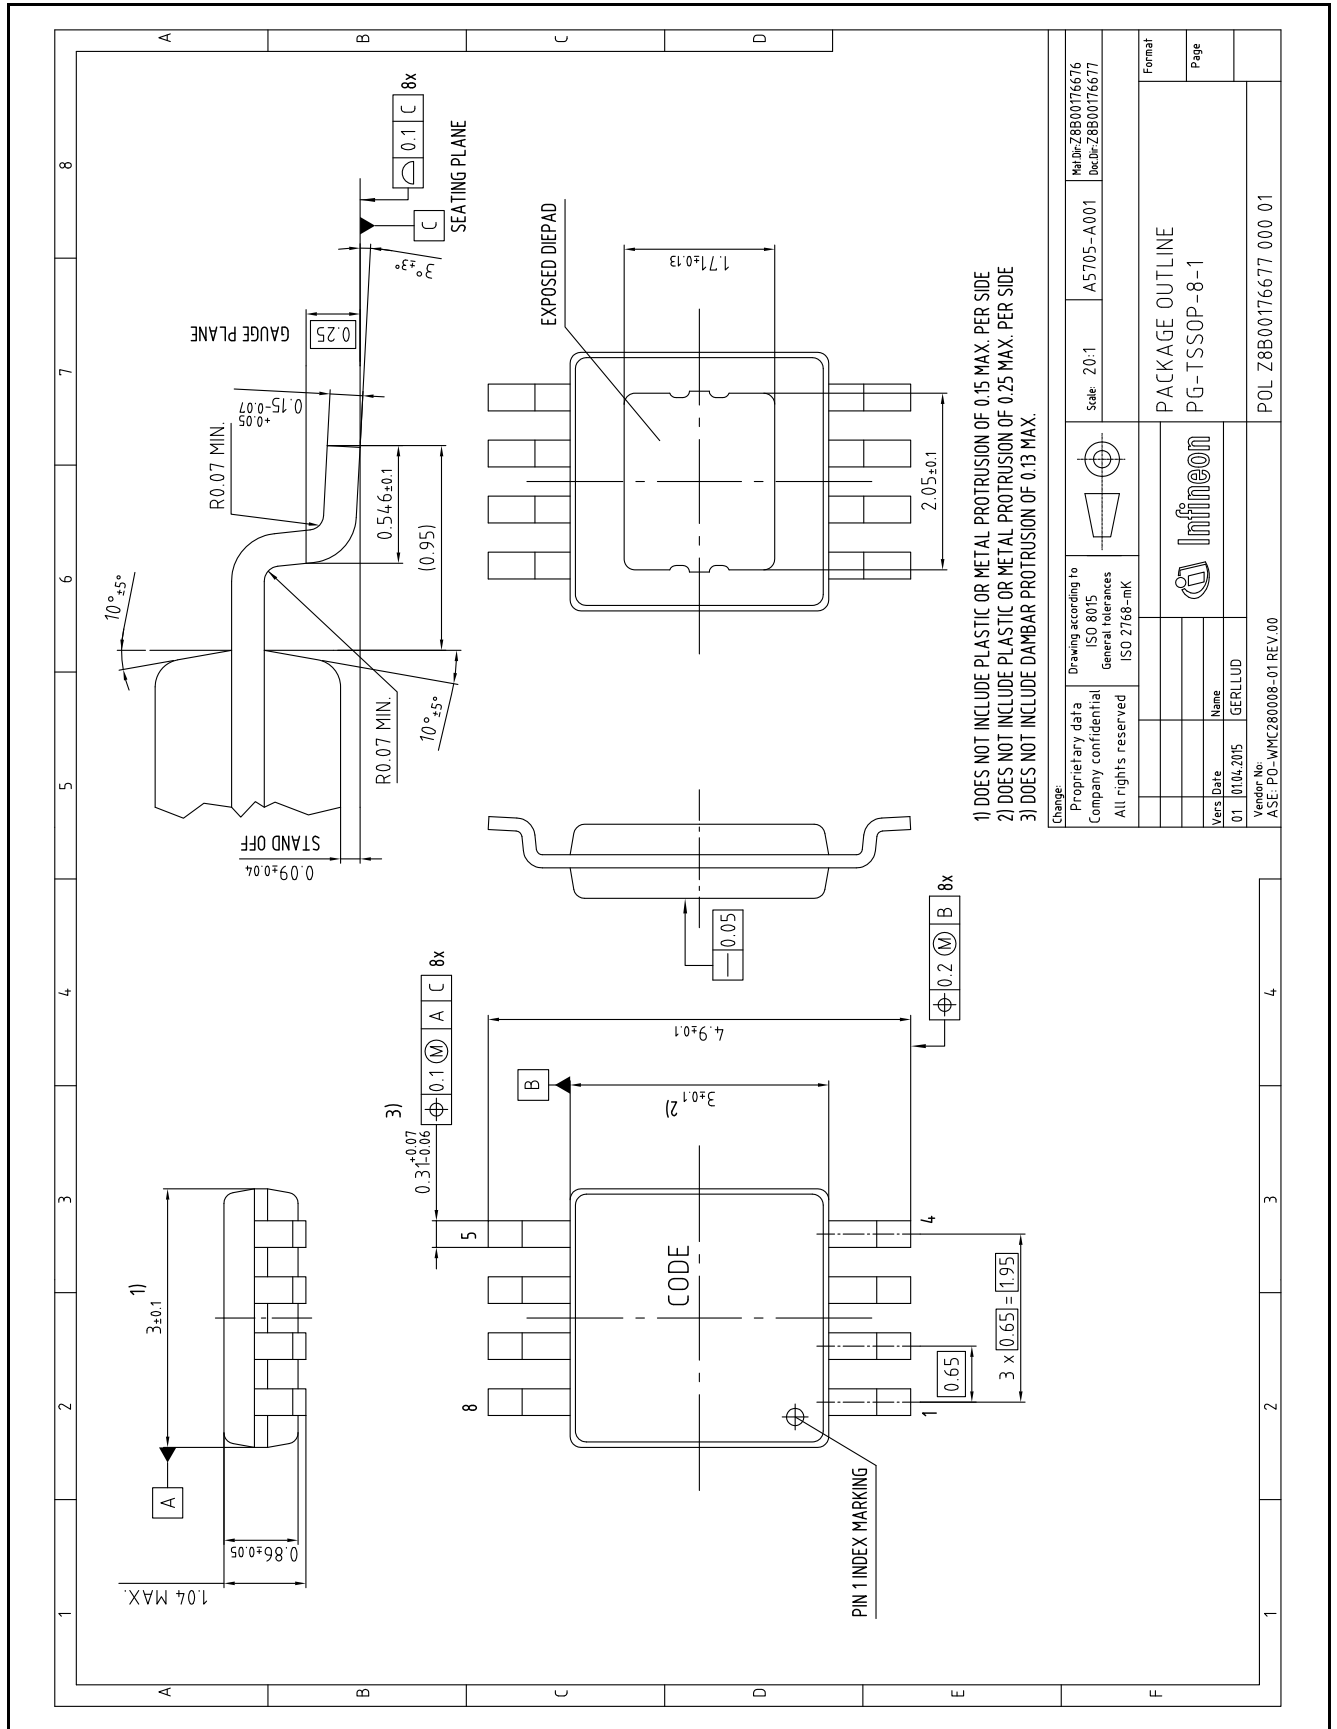 A
B
C
D
8
7
6
5
4
3
2
1
A
B
C
D
E
F
4
3
2
1
1.04 MAX.
0.86±0.05
A
3±0.1
1)
STAND OFF
0.09±0.04
10°±5°
10°±5°
R0.07 MIN.
R0.07 MIN.
0.546±0.1
(0.95)
0.15 +0.05 -0.07
GAUGE PLANE
0.25
3°±3°
C
SEATING PLANE
0.1 C 8x
8
5
0.31 +0.07 -0.06
3)
0.1 Ⓜ A C 8x
CODE
B
3±0.1
2)
4.9±0.1
1
4
0.65
3 x 0.65 = 1.95
PIN 1 INDEX MARKING
0.2 Ⓜ B 8x
0.05
EXPOSED DIEPAD
1.71±0.13
2.05±0.1
1) DOES NOT INCLUDE PLASTIC OR METAL PROTRUSION OF 0.15 MAX. PER SIDE
2) DOES NOT INCLUDE PLASTIC OR METAL PROTRUSION OF 0.25 MAX. PER SIDE
3) DOES NOT INCLUDE DAMBAR PROTRUSION OF 0.13 MAX.
Change:
Proprietary data
Company confidential
All rights reserved
Drawing according to
ISO 8015
General tolerances
ISO 2768-mK
Scale: 20:1
A5705-A001
Mat.Dir:Z8B00176676
Doc.Dir:Z8B00176677
PACKAGE OUTLINE
PG-TSSOP-8-1
Format
Page
Infineon
Vers Date Name
01 01.04.2015 GERLLUD
Vendor No:
ASE: PO-WMC280008-01 REV.00
POL Z8B00176677 000 01